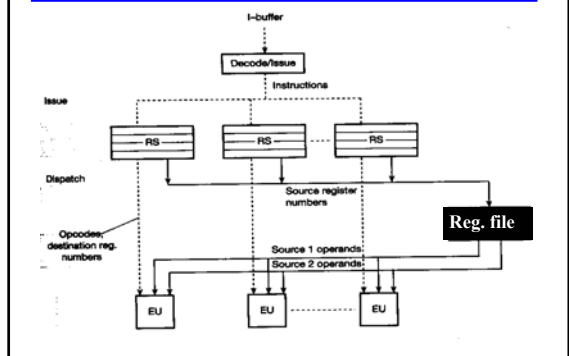 I-buffer
Decode/Issue
Instructions
Issue
RS
RS
RS
Dispatch
Source register
numbers
Reg. file
Opcodes,
destination reg.
numbers
Source 1 operands
Source 2 operands
EU
EU
EU